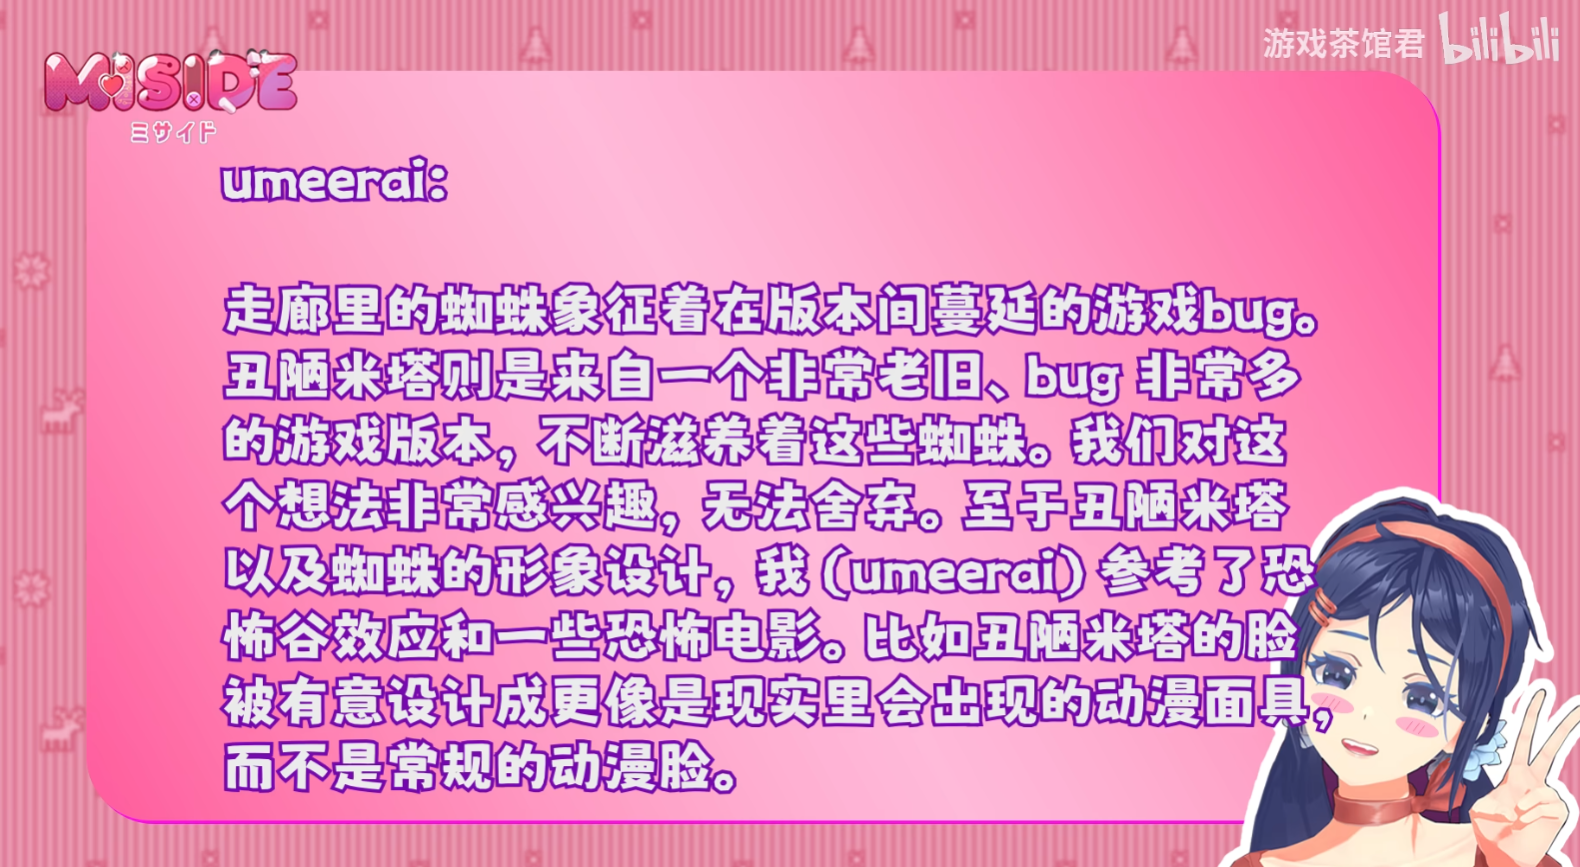 游戏茶馆君 bilibili
MiSIDE
ミサイド
umeerai:
走廊里的蜘蛛象征着在版本间蔓延的游戏bug。
丑陋米塔则是来自一个非常老旧、bug 非常多
的游戏版本，不断滋养着这些蜘蛛。我们对这
个想法非常感兴趣，无法舍弃。至于丑陋米塔
以及蜘蛛的形象设计，我（umeerai）参考了恐
怖谷效应和一些恐怖电影。比如丑陋米塔的脸
被有意设计成更像是现实里会出现的动漫面具，
而不是常规的动漫脸。